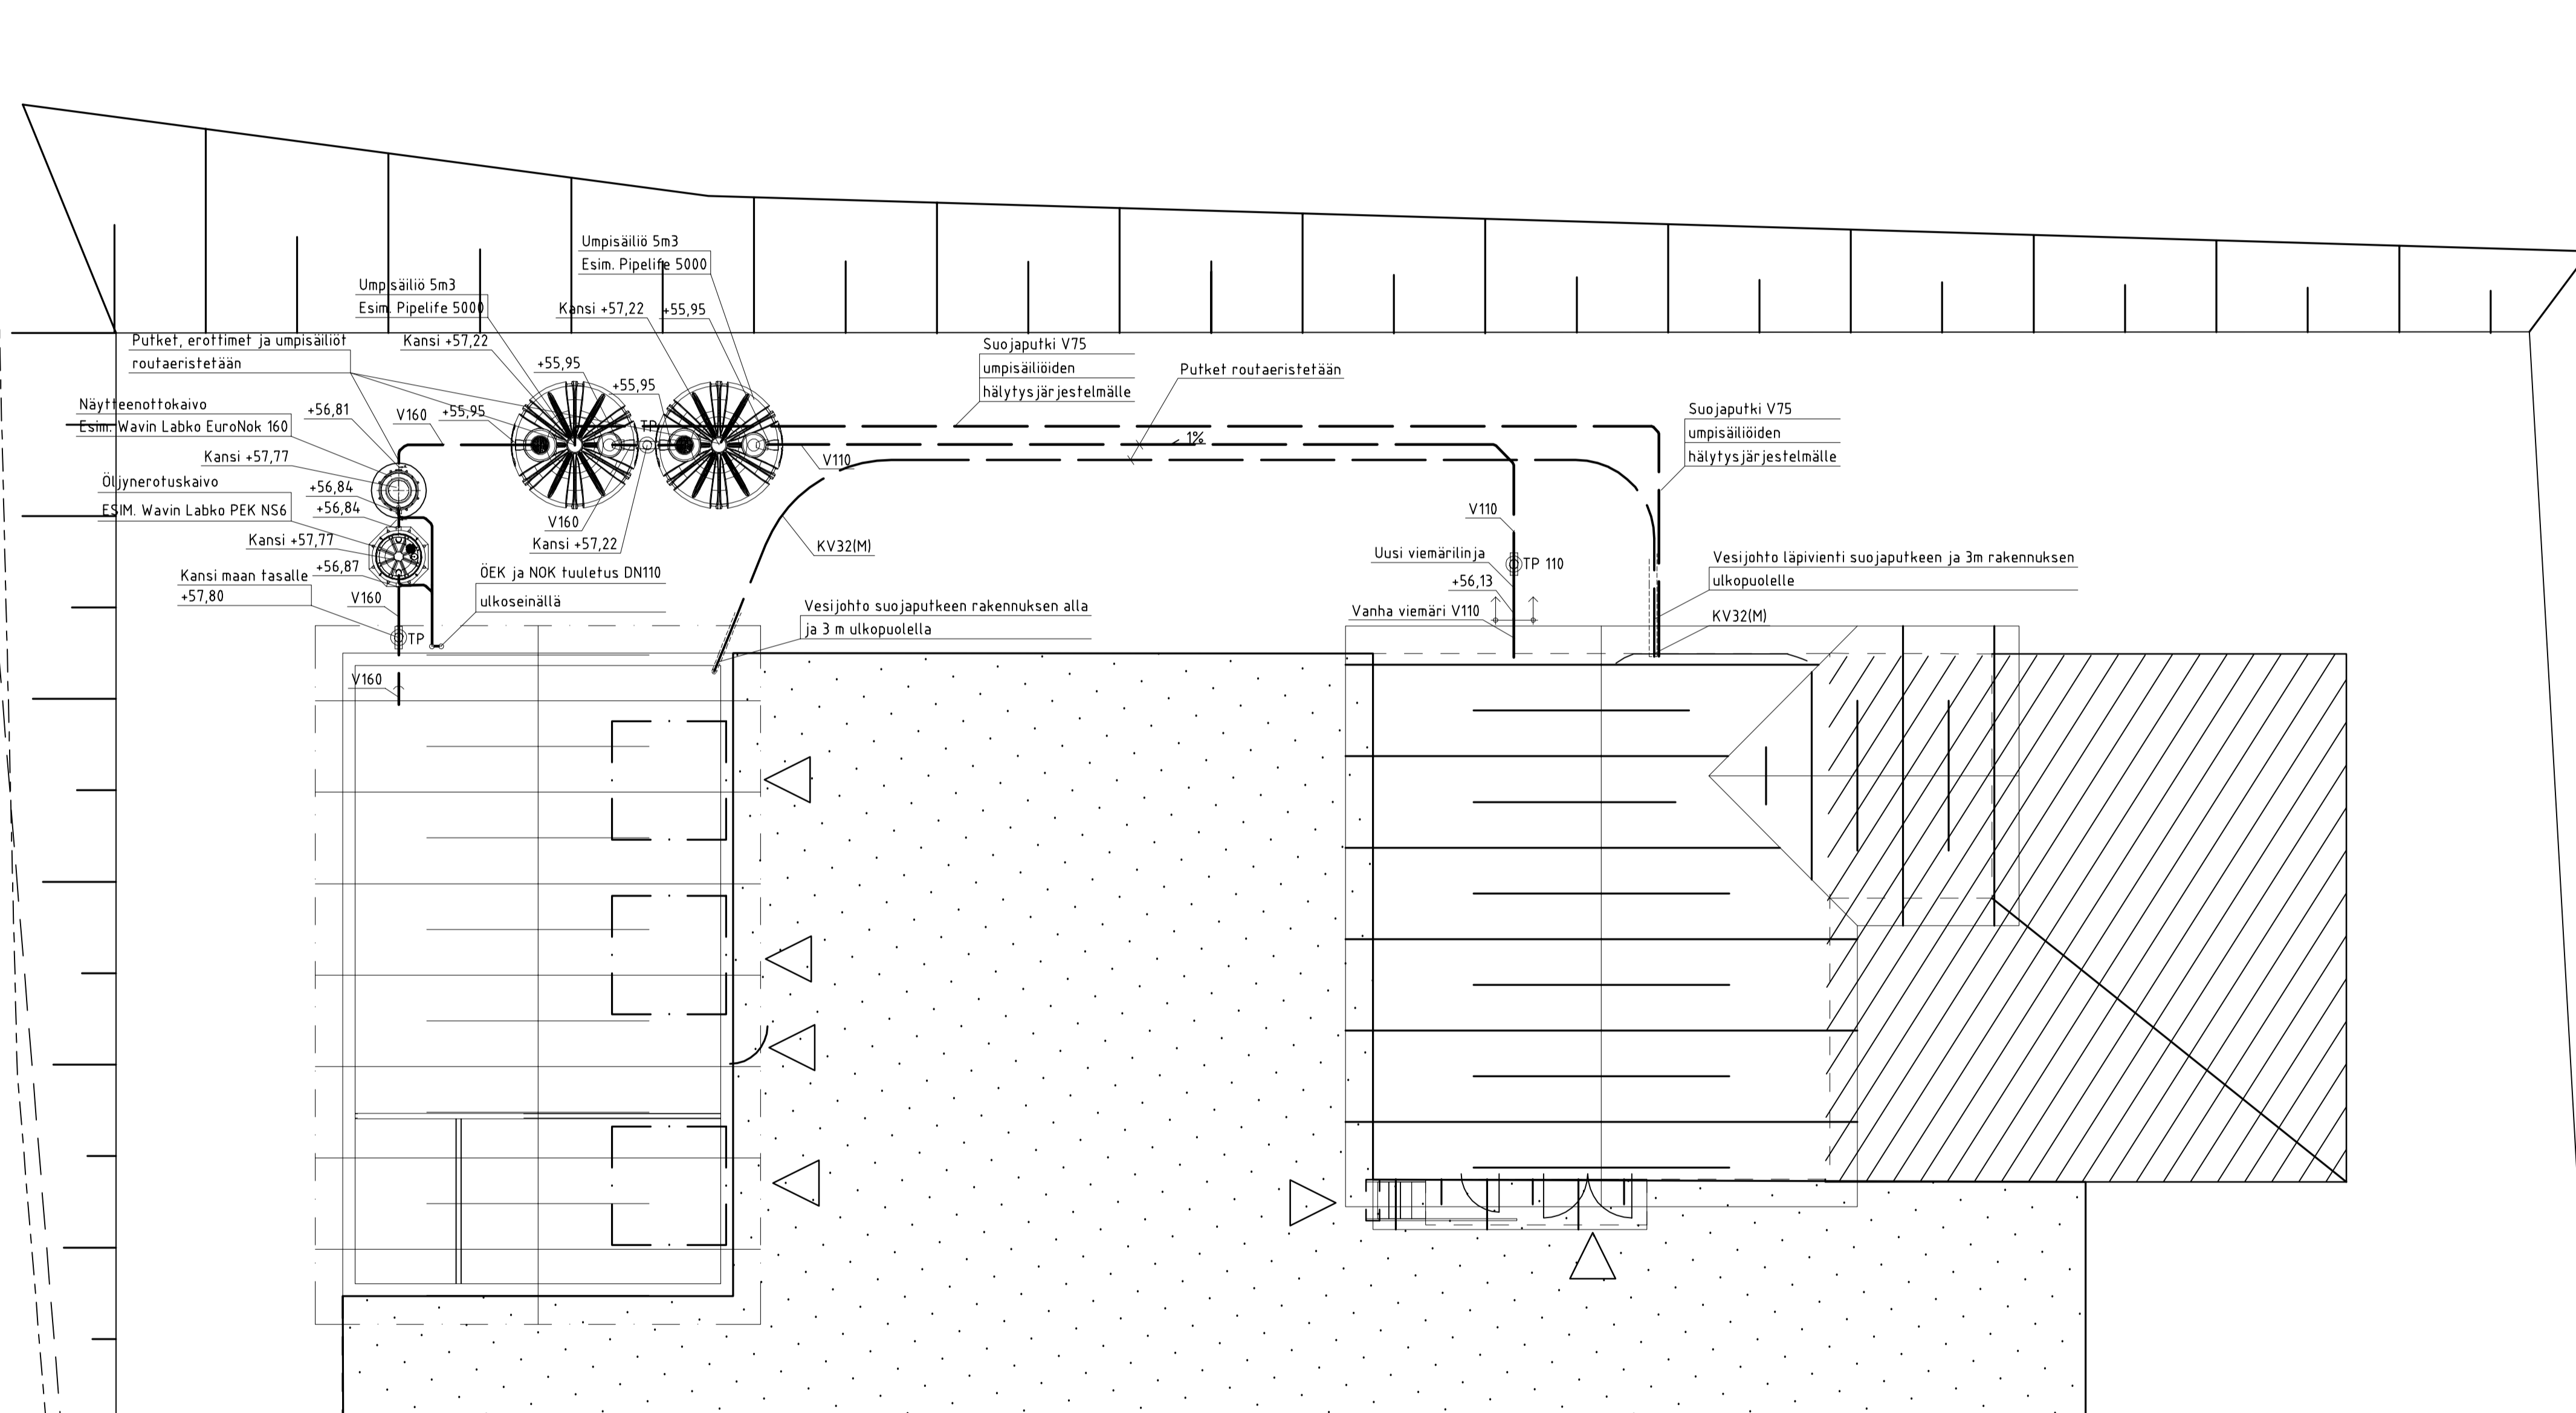 Umpisäiliö 5m3
Esim. Pipelife 5000
Umpisäiliö 5m3
Esim. Pipelife 5000
Kansi +57,22
+55,95
Putket, erottimet ja umpisäiliöt
routaeristetään
Kansi +57,22
+55,95
+55,95
Suojaputki V75
umpisäiliöiden
hälytysjärjestelmälle
Putket routaeristetään
Näytteenottokaivo
Esim. Wavin Labko EuroNok 160
+56,81
V160
+55,95
TP
1%
Suojaputki V75
umpisäiliöiden
hälytysjärjestelmälle
Kansi +57,77
V110
Öljynerotuskaivo
ESIM. Wavin Labko PEK NS6
+56,84
+56,84
V160
Kansi +57,22
V110
Kansi +57,77
KV32(M)
Uusi viemärilinja
+56,13
TP 110
Vesijohto läpivienti suojaputkeen ja 3m rakennuksen
ulkopuolelle
Kansi maan tasalle
+57,80
+56,87
V160
ÖEK ja NOK tuuletus DN110
ulkoseinällä
TP
Vesijohto suojaputkeen rakennuksen alla
ja 3 m ulkopuolella
Vanha viemäri V110
KV32(M)
V160